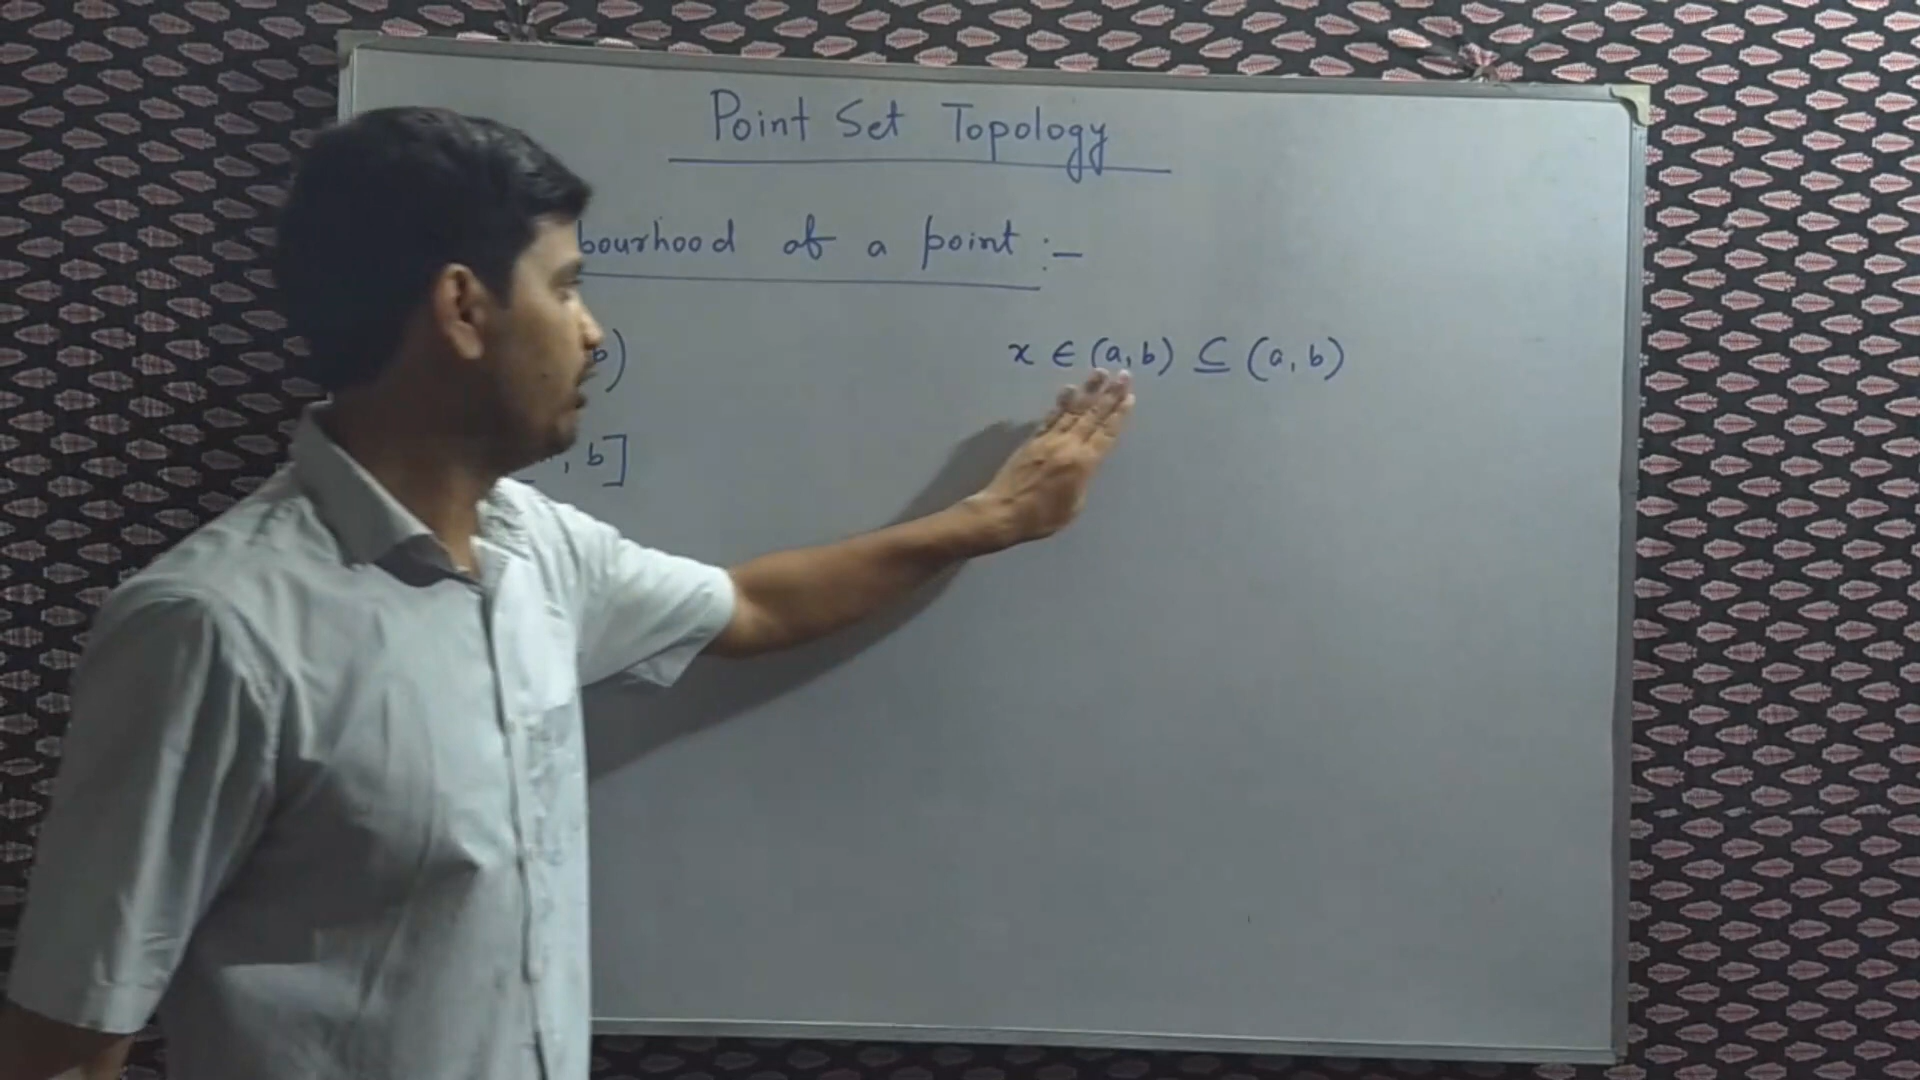 Point Set Topology
bourhood of a point :-
b) x ∈ (a, b) ⊆ (a, b)
, b]